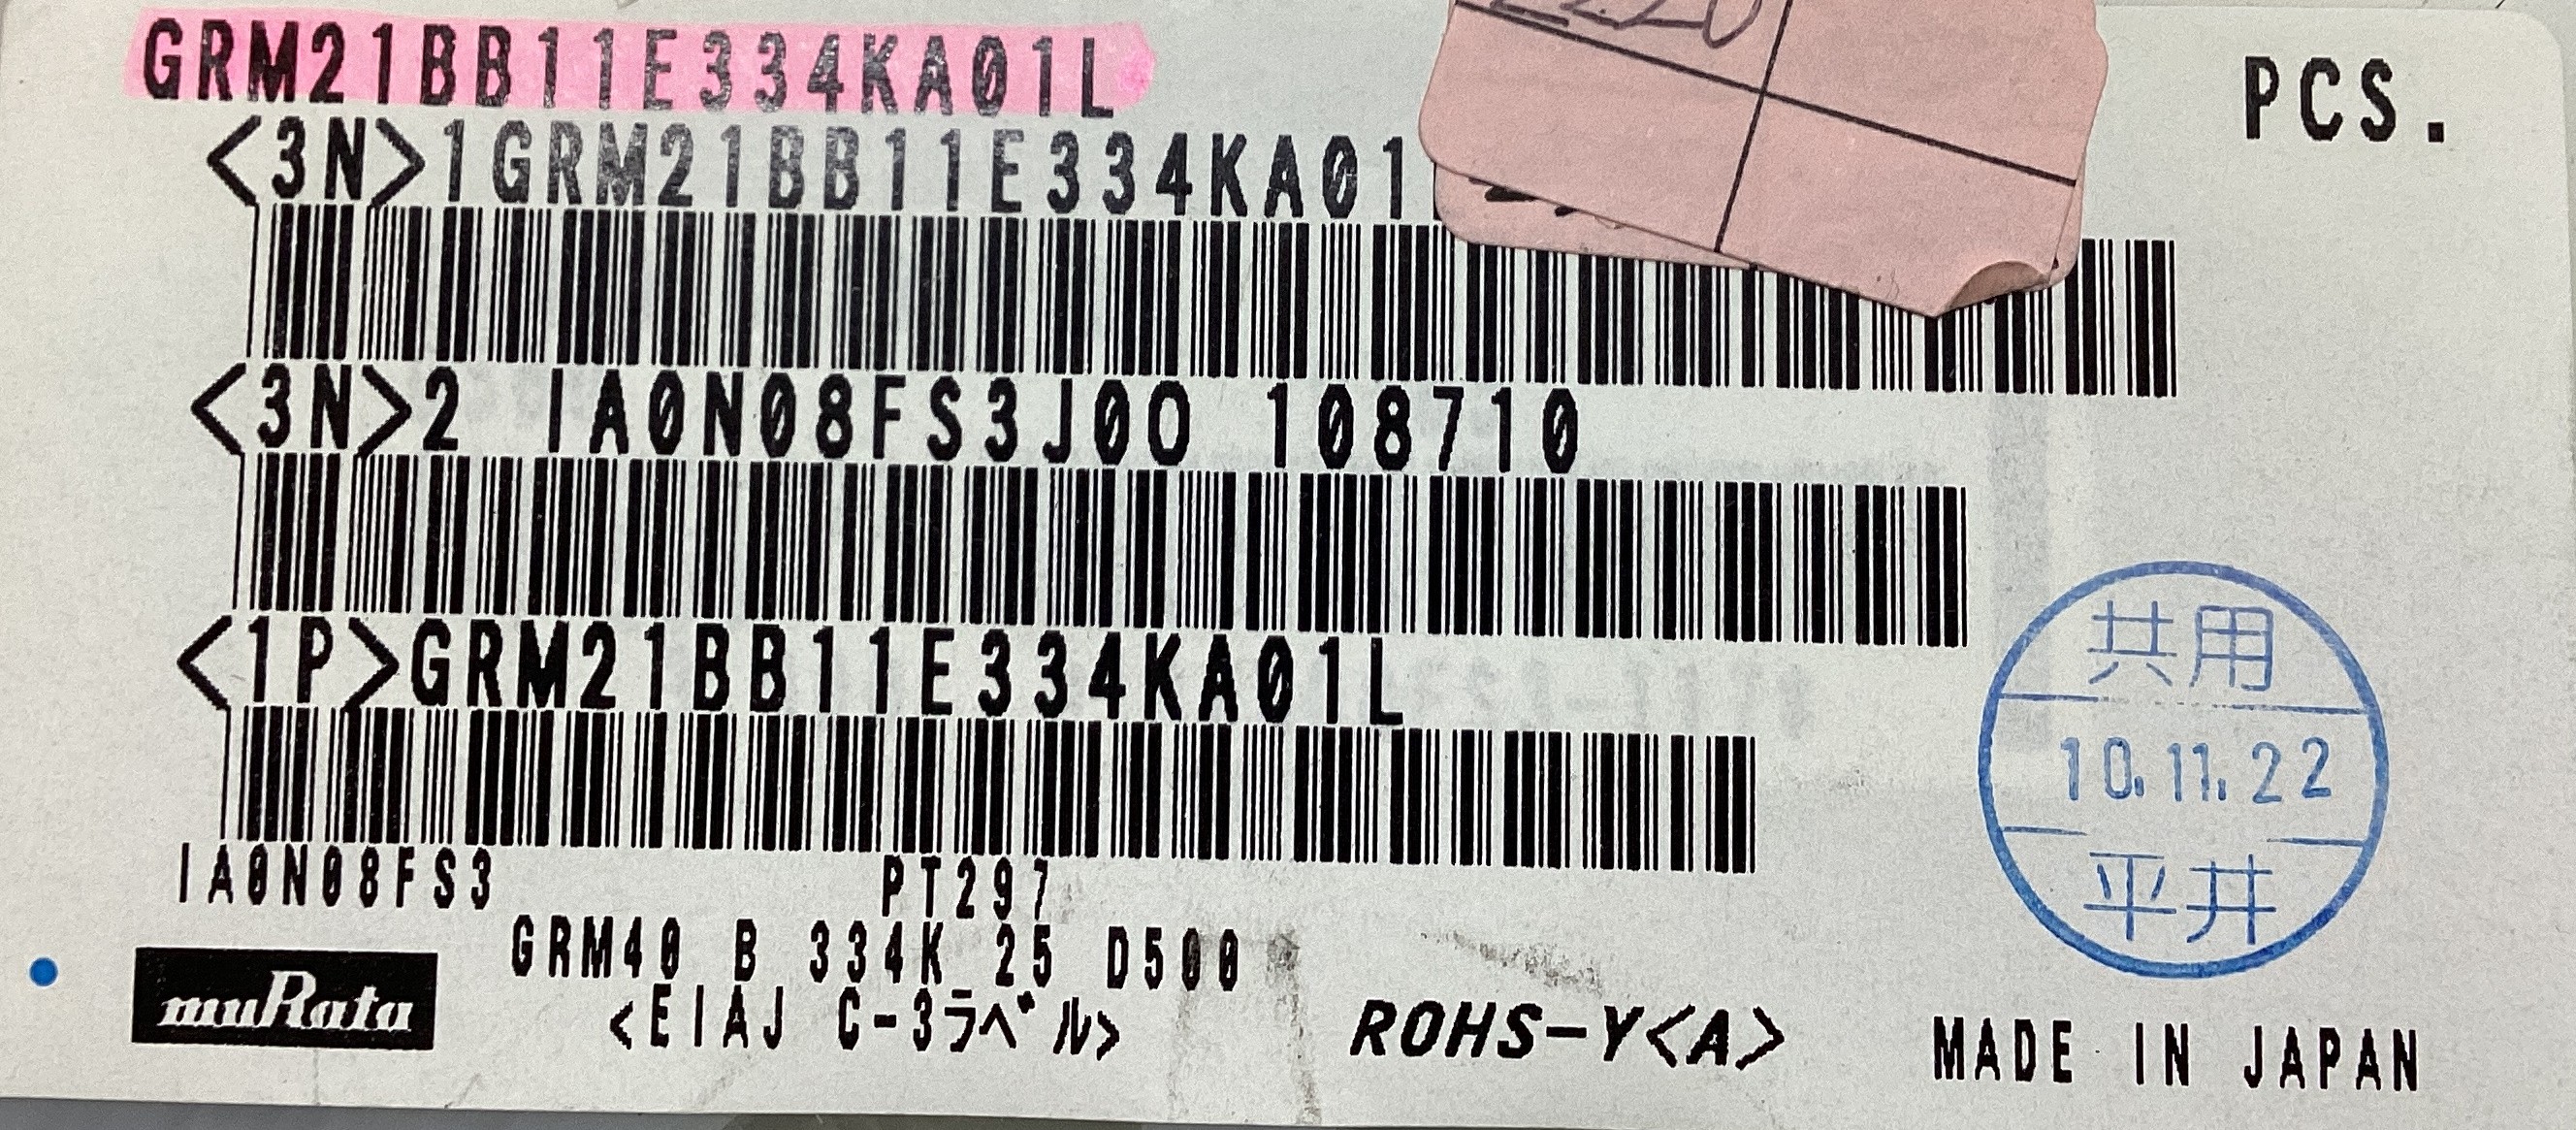 GRM21BB11E334KA01L
PCS.
<3N>1GRM21BB11E334KA01
<3N>2 IA0N08FS3J0O 108710
<1P>GRM21BB11E334KA01L
共用
10.11.22
平井
IA0N08FS3 PT297
GRM40 B 334K 25 D500
muRata
<EIAJ C-3ラベル>
ROHS-Y<A>
MADE IN JAPAN